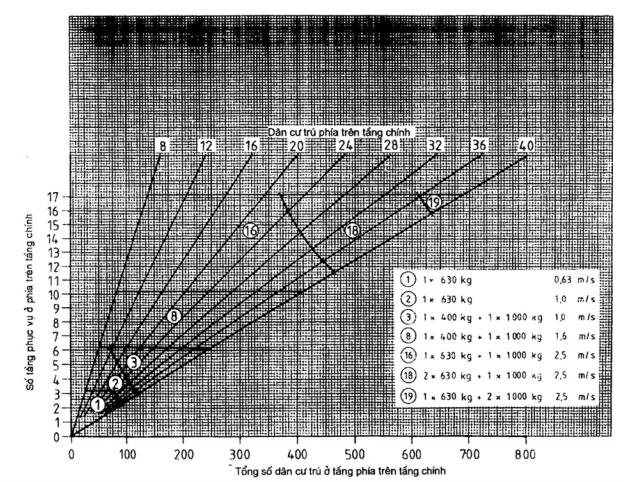 Dân cư trú phía trên tầng chính
8 12 16 20 24 28 32 36 40
Số tầng phục vụ ở phía trên tầng chính
17
16
15
14
13
12
11
10
9
8
7
6
5
4
3
2
1
0
19
18
16
8
3
2
1
1 1 × 630 kg 0,63 m/s
2 1 × 630 kg 1,0 m/s
3 1 × 400 kg + 1 × 1000 kg 1,0 m/s
8 1 × 400 kg + 1 × 1000 kg 1,6 m/s
16 1 × 630 kg + 1 × 1000 kg 2,5 m/s
18 2 × 630 kg + 1 × 1000 kg 2,5 m/s
19 1 × 630 kg + 2 × 1000 kg 2,5 m/s
0 100 200 300 400 500 600 700 800
Tổng số dân cư trú ở tầng phía trên tầng chính